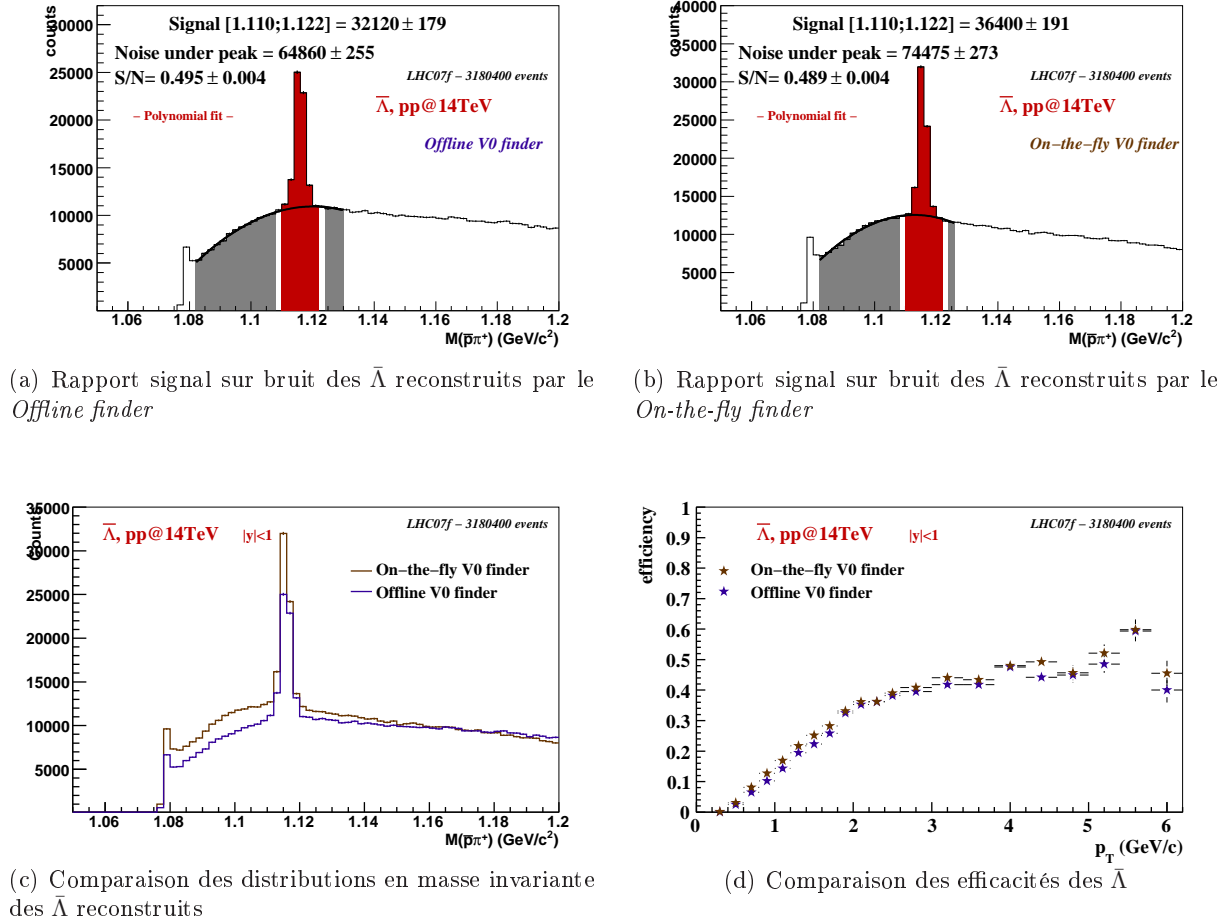 counts
30000
25000
20000
15000
10000
5000
Signal [1.110;1.122] = 32120 ± 179
Noise under peak = 64860 ± 255
S/N= 0.495 ± 0.004
LHC07f − 3180400 events
Λ̅, pp@14TeV
− Polynomial fit −
Offline V0 finder
1.06 1.08 1.1 1.12 1.14 1.16 1.18 1.2
M(p̅π⁺) (GeV/c²)
(a) Rapport signal sur bruit des Λ̄ reconstruits par le
Offline finder
counts
40000
35000
30000
25000
20000
15000
10000
5000
Signal [1.110;1.122] = 36400 ± 191
Noise under peak = 74475 ± 273
S/N= 0.489 ± 0.004
LHC07f − 3180400 events
Λ̅, pp@14TeV
− Polynomial fit −
On−the−fly V0 finder
1.06 1.08 1.1 1.12 1.14 1.16 1.18 1.2
M(p̅π⁺) (GeV/c²)
(b) Rapport signal sur bruit des Λ̄ reconstruits par le
On-the-fly finder
Counts
35000
30000
25000
20000
15000
10000
5000
Λ̅, pp@14TeV |y|<1
LHC07f − 3180400 events
On−the−fly V0 finder
Offline V0 finder
1.06 1.08 1.1 1.12 1.14 1.16 1.18 1.2
M(p̅π⁺) (GeV/c²)
(c) Comparaison des distributions en masse invariante
des Λ̄ reconstruits
efficiency
1
0.9
0.8
0.7
0.6
0.5
0.4
0.3
0.2
0.1
0
Λ̅, pp@14TeV |y|<1
LHC07f − 3180400 events
On−the−fly V0 finder
Offline V0 finder
0 1 2 3 4 5 6
p_T (GeV/c)
(d) Comparaison des efficacités des Λ̄